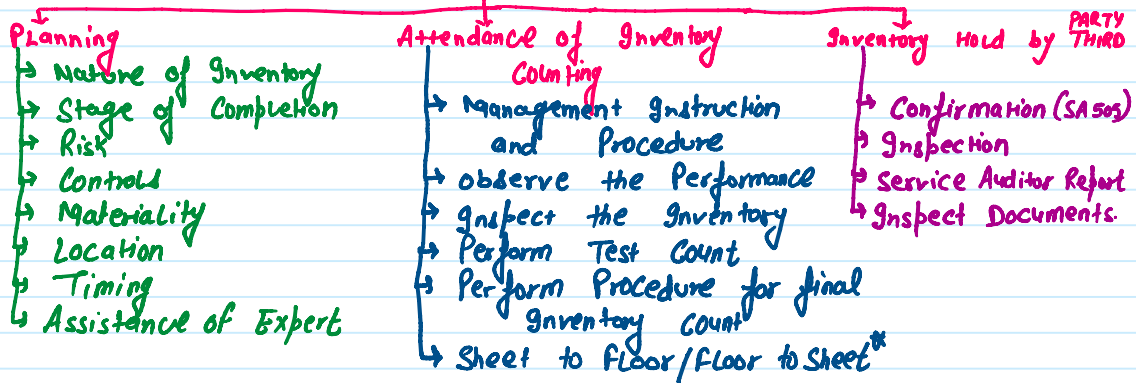 Planning
Nature of Inventory
Stage of Completion
Risk
Controls
Materiality
Location
Timing
Assistance of Expert
Attendance of Inventory
Counting
Management Instruction
and Procedure
observe the Performance
Inspect the Inventory
Perform Test Count
Perform Procedure for final
Inventory Count
Sheet to Floor/Floor to Sheet
Inventory Hold by THIRD PARTY
Confirmation (SA 505)
Inspection
Service Auditor Report
Inspect Documents.